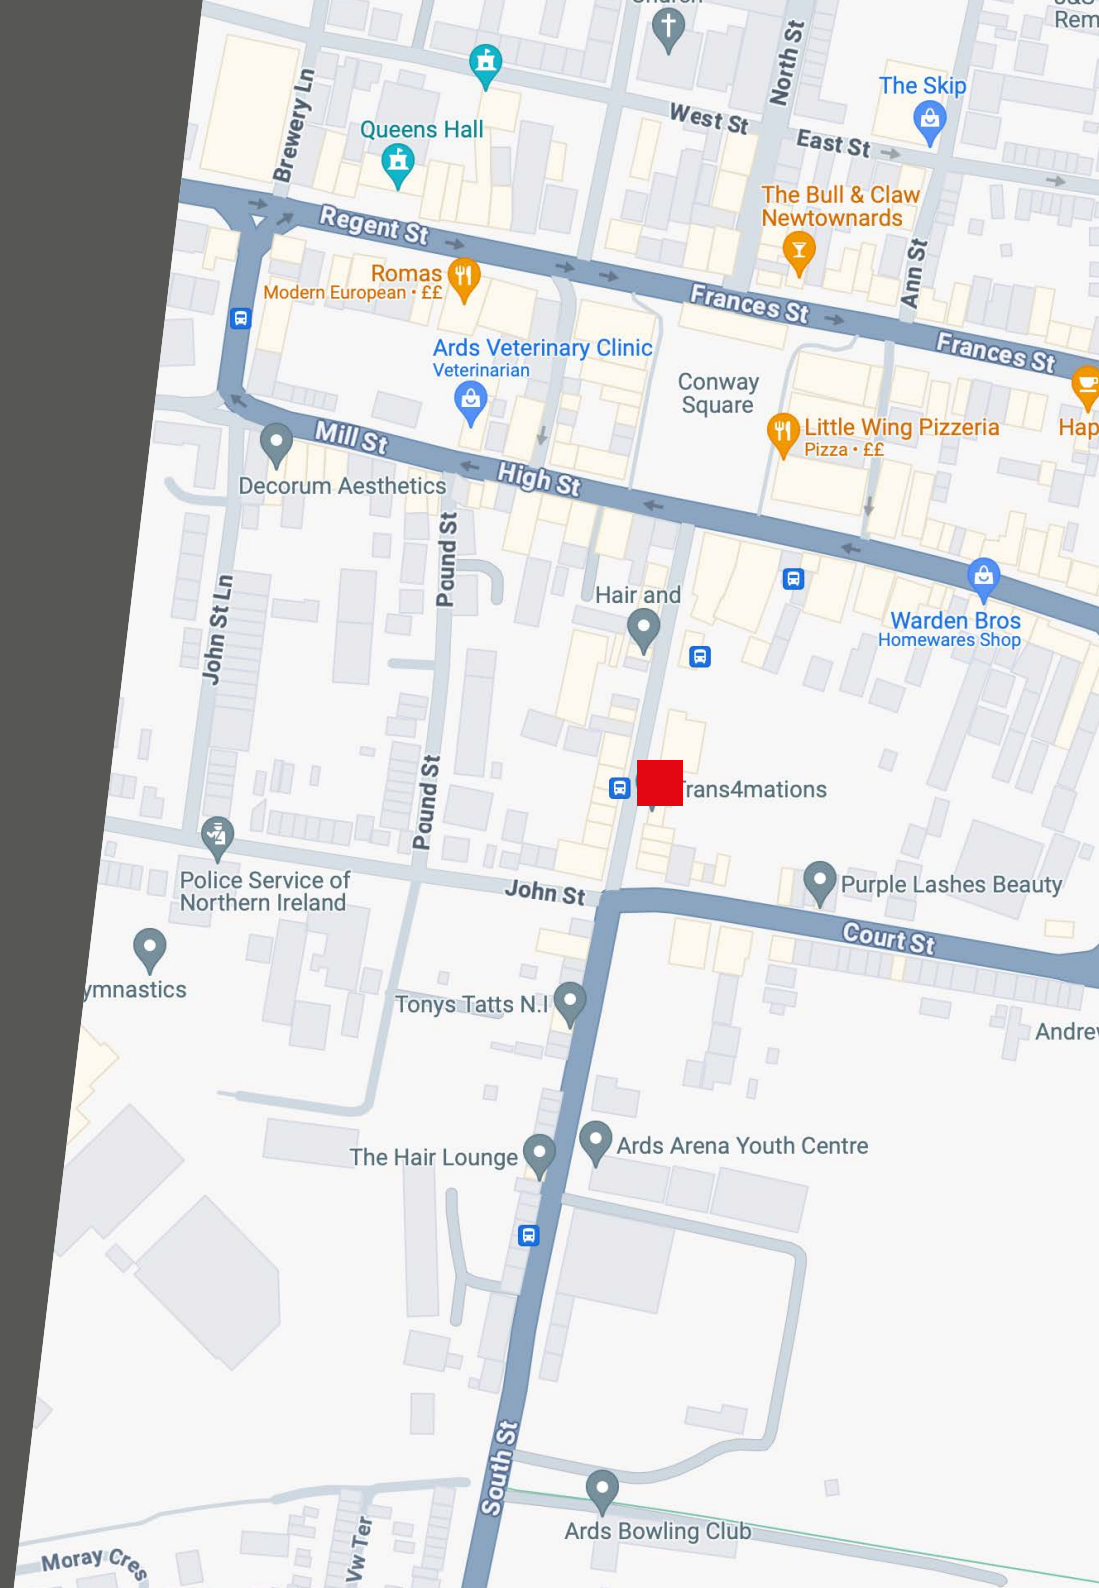 Church
Rem
North St
The Skip
West St
Brewery Ln
Queens Hall
East St
The Bull & Claw
Newtownards
Regent St
Ann St
Romas
Modern European • ££
Frances St
Frances St
Ards Veterinary Clinic
Veterinarian
Conway
Square
Little Wing Pizzeria
Pizza • ££
Hap
Mill St
High St
Decorum Aesthetics
Pound St
Hair and
John St Ln
Warden Bros
Homewares Shop
Pound St
Trans4mations
Police Service of
Northern Ireland
John St
Purple Lashes Beauty
Court St
ymnastics
Tonys Tatts N.I
Andrew
The Hair Lounge
Ards Arena Youth Centre
South St
Ards Bowling Club
Moray Cres
Vw Ter